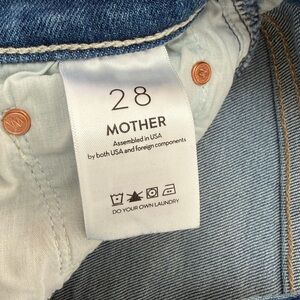 28
MOTHER
Assembled in USA
by both USA and foreign components
DO YOUR OWN LAUNDRY